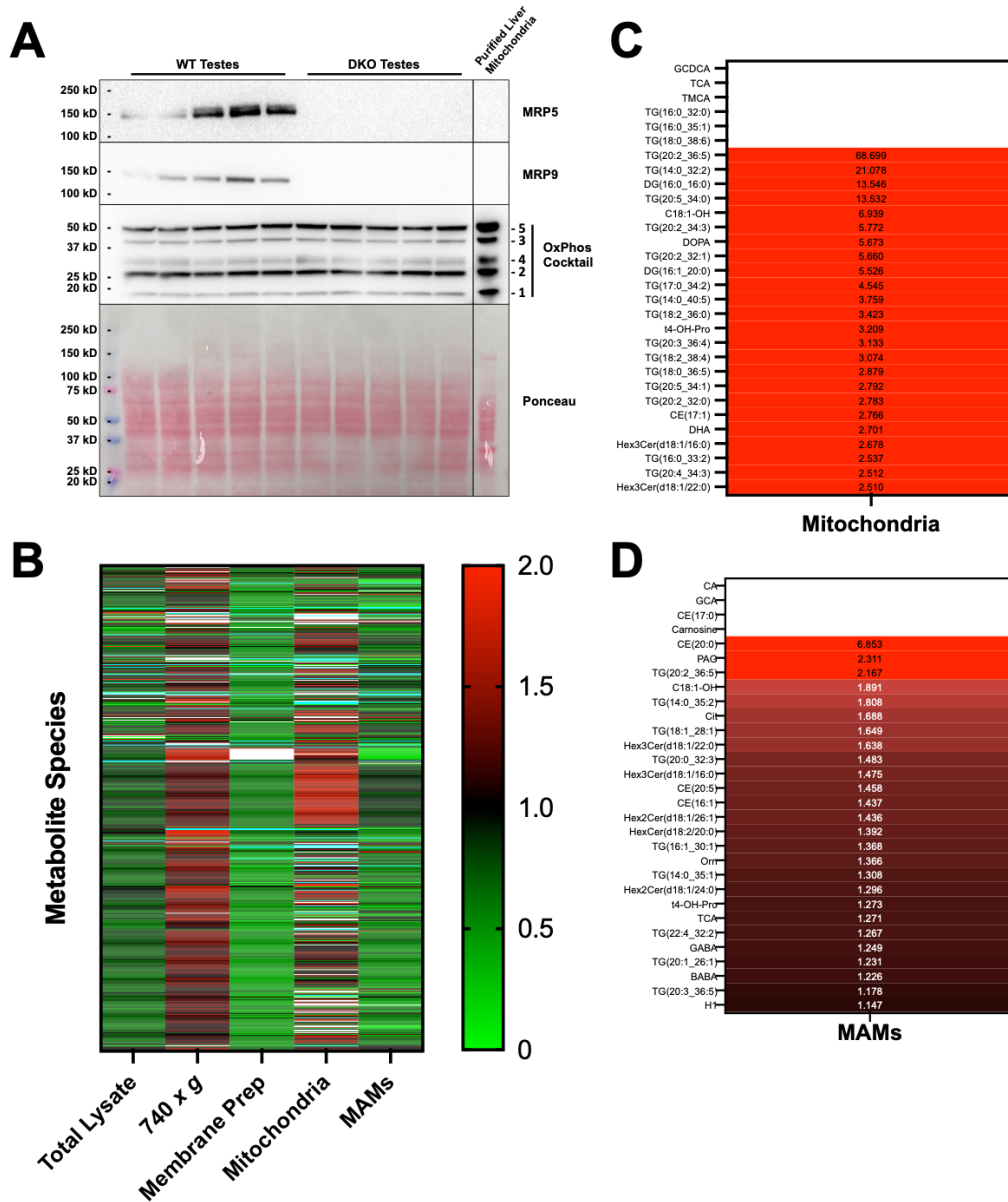 A
WT Testes
DKO Testes
Purified Liver
Mitochondria
250 kD
150 kD
100 kD
MRP5
150 kD
100 kD
MRP9
50 kD
37 kD
25 kD
20 kD
5
3
4
2
1
OxPhos
Cocktail
250 kD
150 kD
100 kD
75 kD
50 kD
37 kD
25 kD
20 kD
Ponceau
B
Metabolite Species
Total Lysate
740 x g
Membrane Prep
Mitochondria
MAMs
2.0
1.5
1.0
0.5
0
C
GCDCA
TCA
TMCA
TG(16:0_32:0)
TG(16:0_35:1)
TG(18:0_38:6)
TG(20:2_36:5) 68.699
TG(14:0_32:2) 21.078
DG(16:0_16:0) 13.546
TG(20:5_34:0) 13.532
C18:1-OH 6.939
TG(20:2_34:3) 5.772
DOPA 5.673
TG(20:2_32:1) 5.660
DG(16:1_20:0) 5.526
TG(17:0_34:2) 4.545
TG(14:0_40:5) 3.759
TG(18:2_36:0) 3.423
t4-OH-Pro 3.209
TG(20:3_36:4) 3.133
TG(18:2_38:4) 3.074
TG(18:0_36:5) 2.879
TG(20:5_34:1) 2.792
TG(20:2_32:0) 2.783
CE(17:1) 2.766
DHA 2.701
Hex3Cer(d18:1/16:0) 2.678
TG(16:0_33:2) 2.537
TG(20:4_34:3) 2.512
Hex3Cer(d18:1/22:0) 2.510
Mitochondria
D
CA
GCA
CE(17:0)
Carnosine
CE(20:0) 6.853
PAG 2.311
TG(20:2_36:5) 2.167
C18:1-OH 1.891
TG(14:0_35:2) 1.808
Cit 1.688
TG(18:1_28:1) 1.649
Hex3Cer(d18:1/22:0) 1.638
TG(20:0_32:3) 1.483
Hex3Cer(d18:1/16:0) 1.475
CE(20:5) 1.458
CE(16:1) 1.437
Hex2Cer(d18:1/26:1) 1.436
HexCer(d18:2/20:0) 1.392
TG(16:1_30:1) 1.368
Orn 1.366
TG(14:0_35:1) 1.308
Hex2Cer(d18:1/24:0) 1.296
t4-OH-Pro 1.273
TCA 1.271
TG(22:4_32:2) 1.267
GABA 1.249
TG(20:1_26:1) 1.231
BABA 1.226
TG(20:3_36:5) 1.178
H1 1.147
MAMs